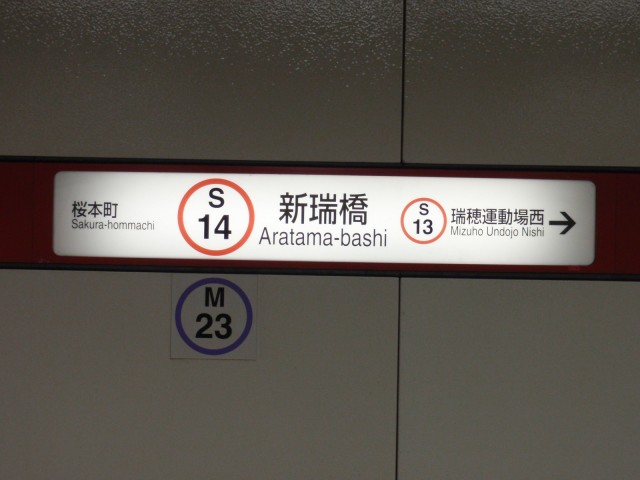 桜本町
Sakura-hommachi
S
14
新瑞橋
Aratama-bashi
S
13
瑞穂運動場西
Mizuho Undojo Nishi
M
23